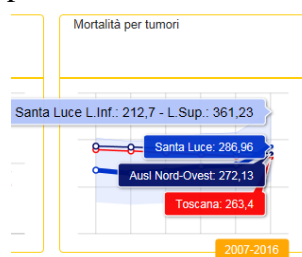 Mortalità per tumori
Santa Luce L.Inf.: 212,7 - L.Sup.: 361,23
Santa Luce: 286,96
Ausl Nord-Ovest: 272,13
Toscana: 263,4
2007-2016